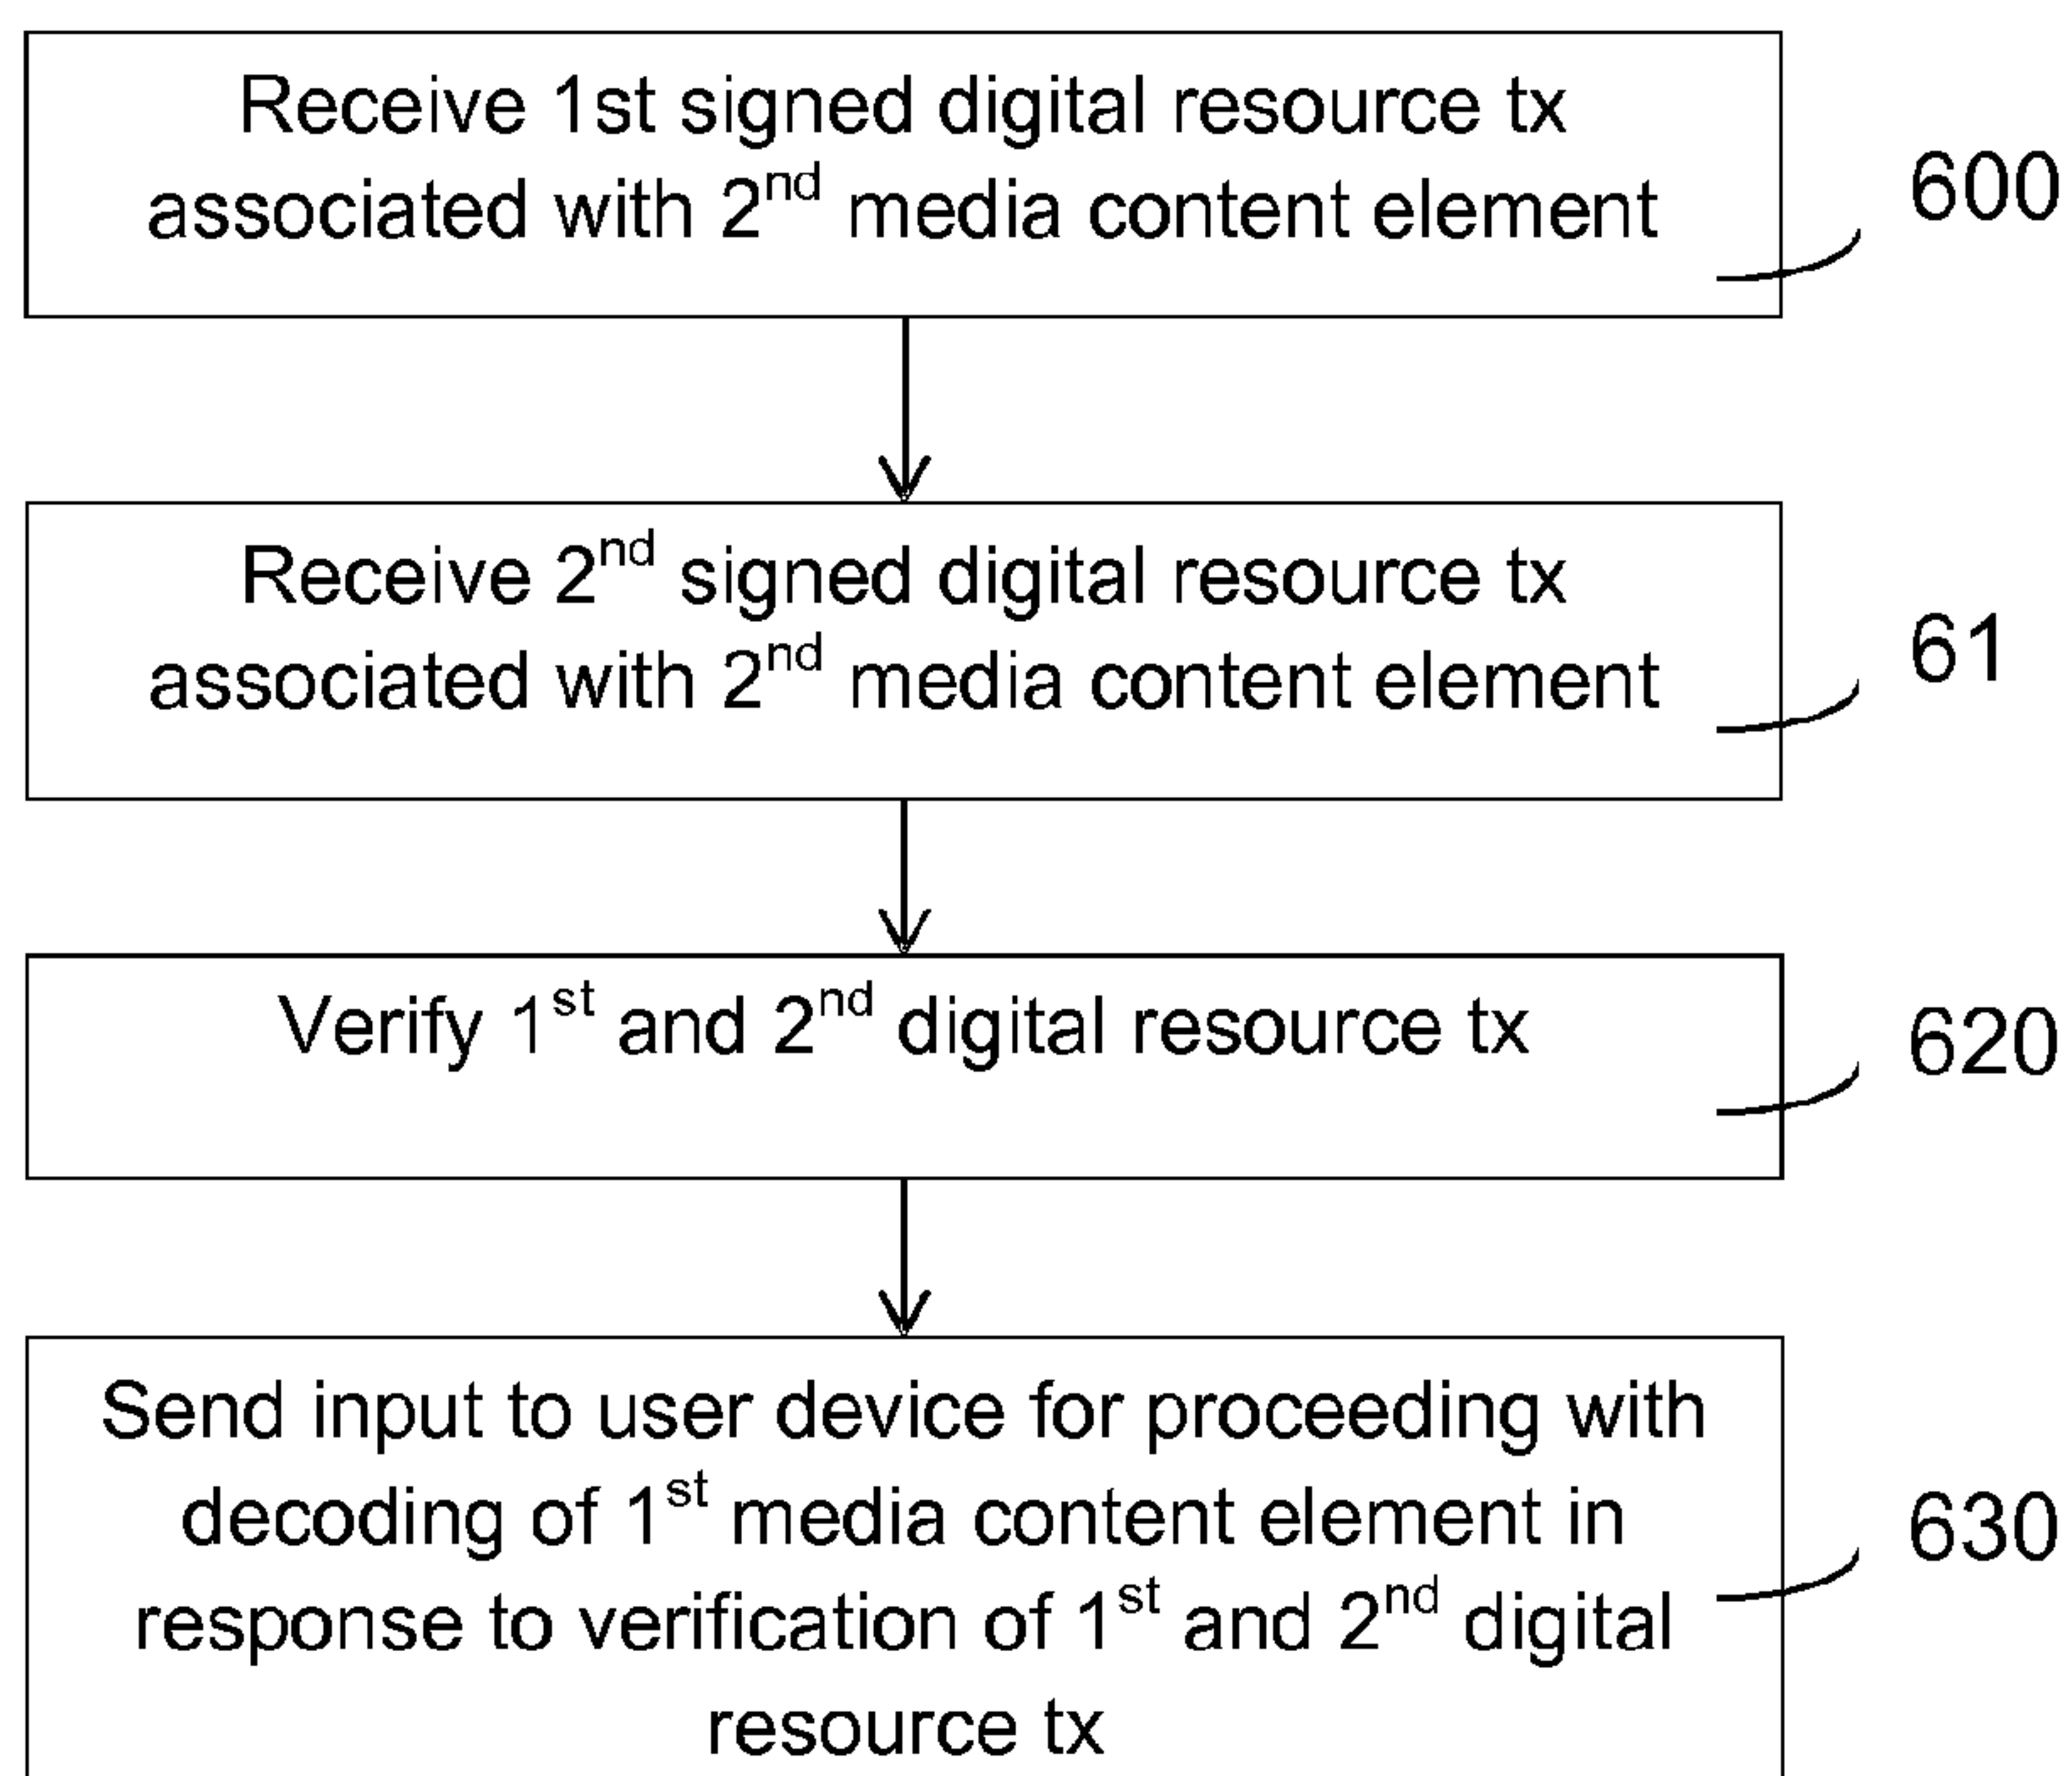 Receive 1st signed digital resource tx
associated with 2nd media content element
600
Receive 2nd signed digital resource tx
associated with 2nd media content element
61
Verify 1st and 2nd digital resource tx
620
Send input to user device for proceeding with
decoding of 1st media content element in
response to verification of 1st and 2nd digital
resource tx
630